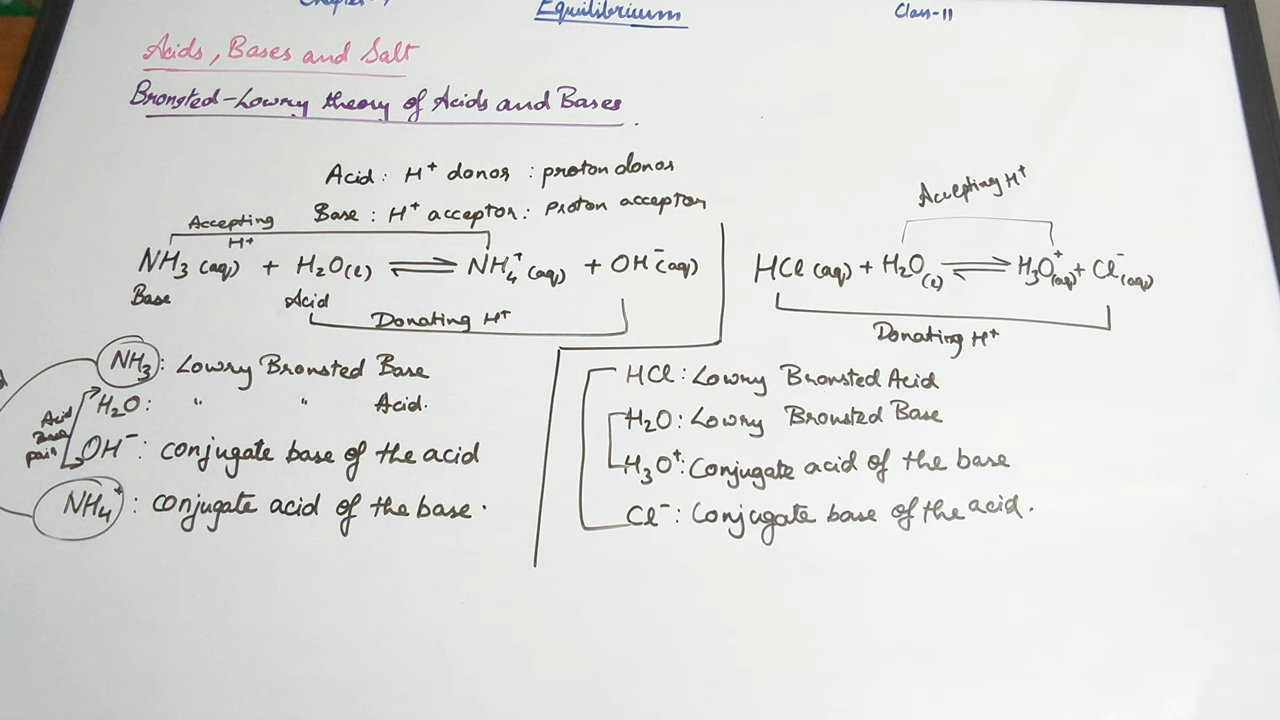 Equilibrium
Class-11
Acids, Bases and Salt
Bronsted-Lowry theory of Acids and Bases.
Acid : H⁺ donor : proton donor
Base : H⁺ acceptor : Proton acceptor
Accepting H⁺
NH₃ (aq) + H₂O(l) ⇌ NH₄⁺ (aq) + OH⁻ (aq)
Base Acid
Donating H⁺
NH₃ : Lowry Bronsted Base
H₂O : " " Acid.
OH⁻ : conjugate base of the acid
NH₄⁺ : conjugate acid of the base.
Acid Base pair
Accepting H⁺
HCl (aq) + H₂O(l) ⇌ H₃O⁺(aq) + Cl⁻(aq)
Donating H⁺
HCl : Lowry Bronsted Acid
H₂O : Lowry Bronsted Base
H₃O⁺ : Conjugate acid of the base
Cl⁻ : Conjugate base of the acid.